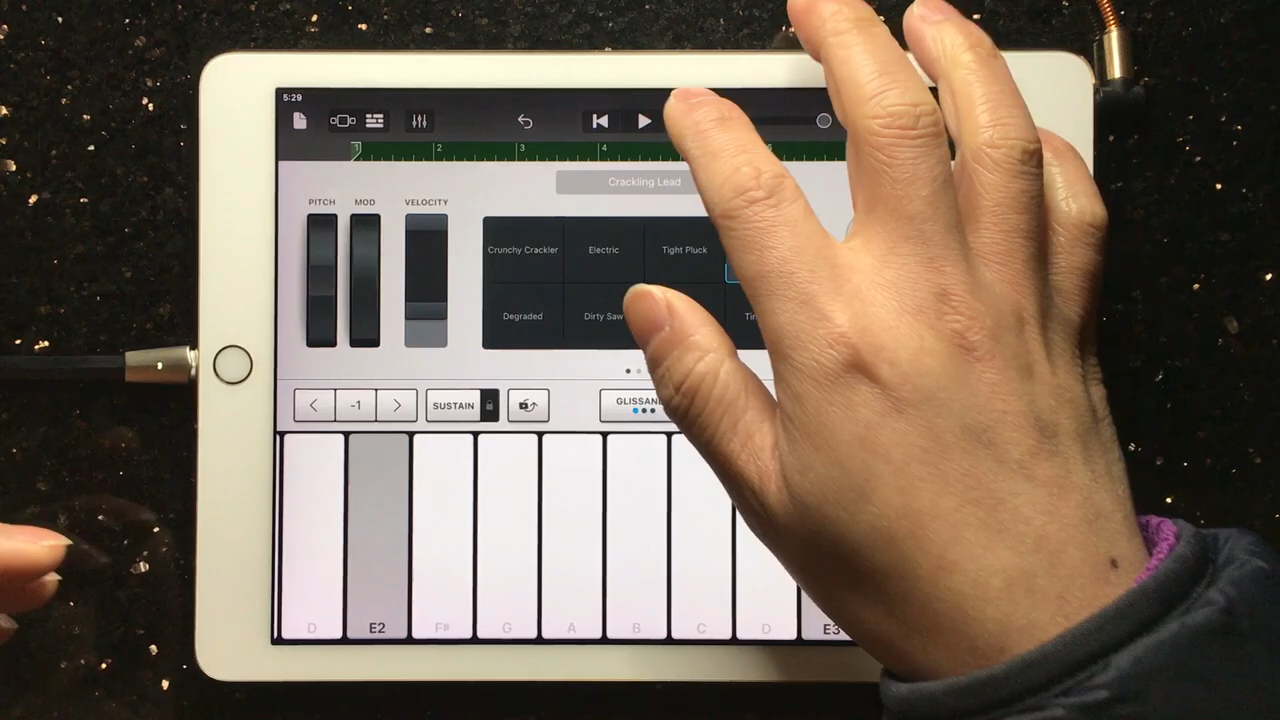 5:29
1 2 3 4
Crackling Lead
PITCH MOD VELOCITY
Crunchy Crackler Electric Tight Pluck
Degraded Dirty Saw
-1 SUSTAIN
D E2 F# G A B C D E3